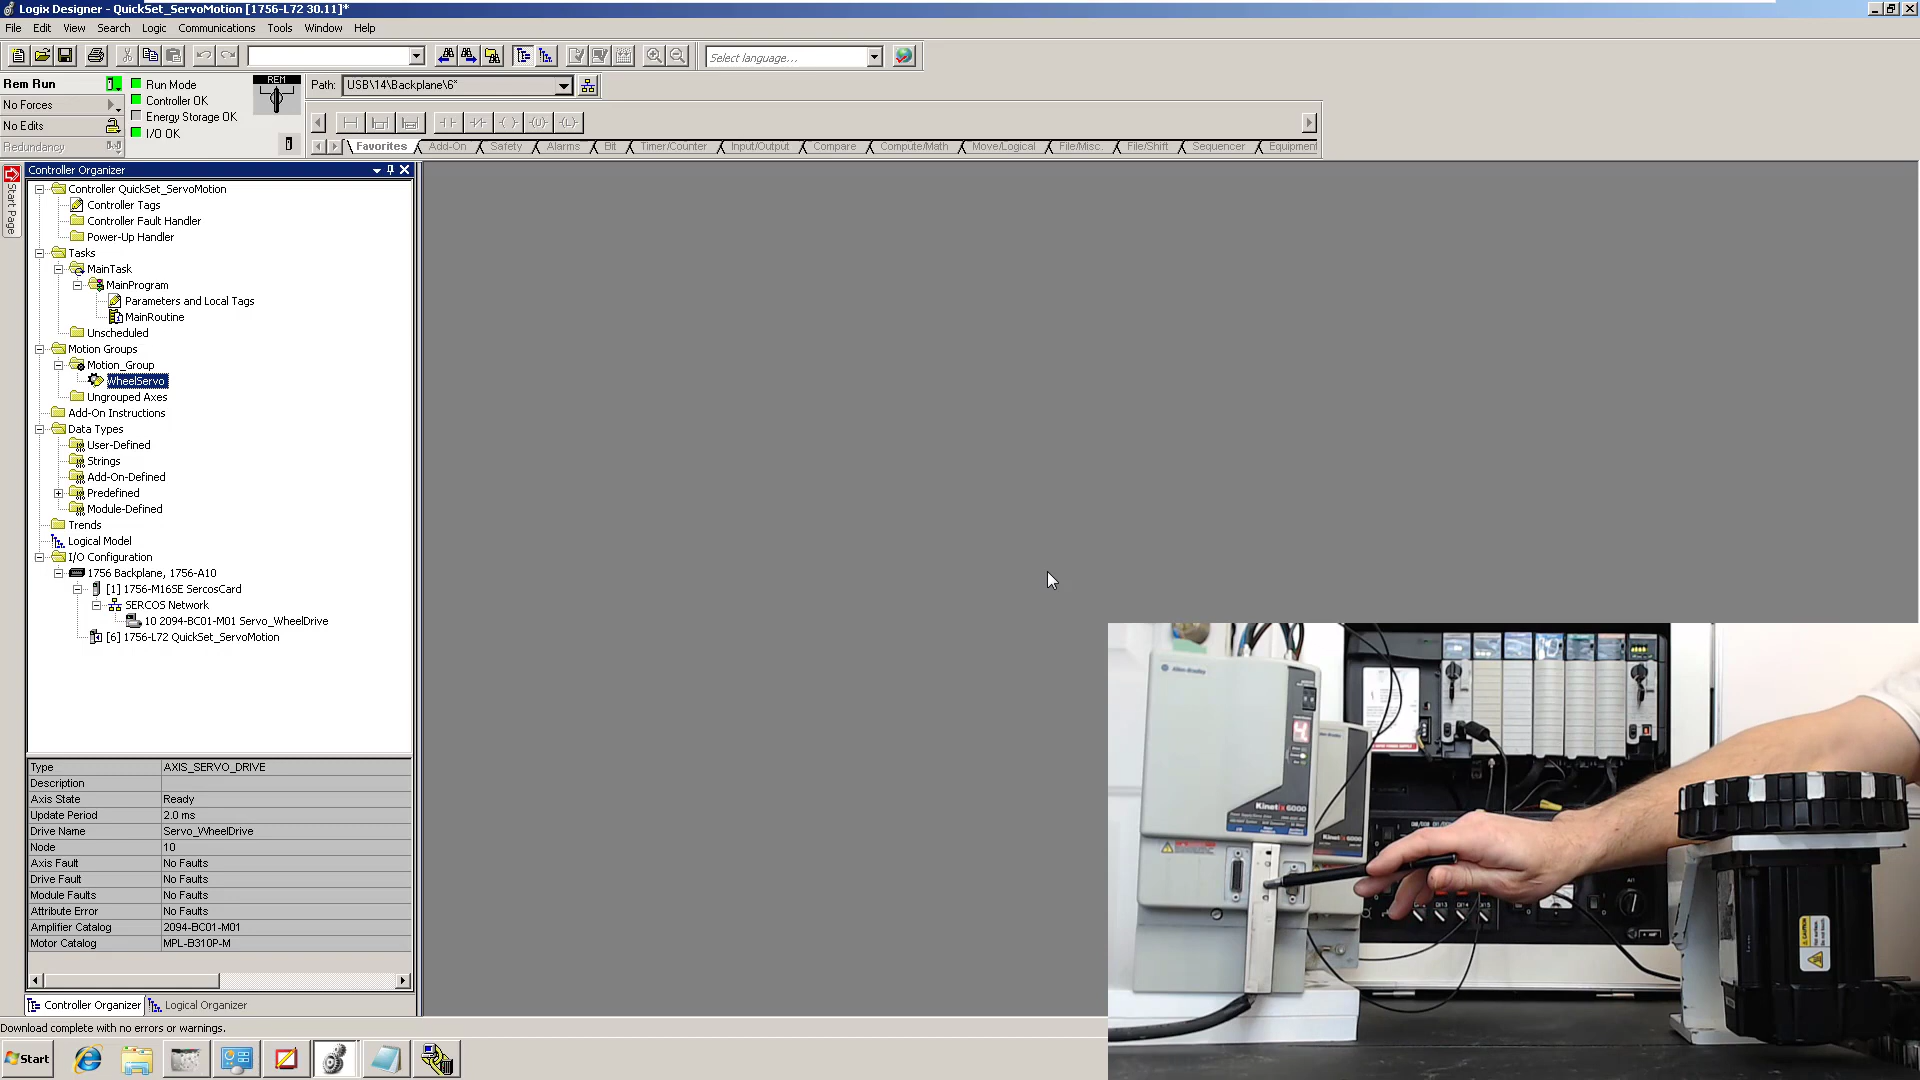 Logix Designer - QuickSet_ServoMotion [1756-L72 30.11]*
File Edit View Search Logic Communications Tools Window Help
Select language...
Rem Run
No Forces
No Edits
Redundancy
Run Mode
Controller OK
Energy Storage OK
I/O OK
REM
Path: USB\14\Backplane\6*
Favorites Add-On Safety Alarms Bit Timer/Counter Input/Output Compare Compute/Math Move/Logical File/Misc. File/Shift Sequencer Equipment
Start Page
Controller Organizer
Controller QuickSet_ServoMotion
Controller Tags
Controller Fault Handler
Power-Up Handler
Tasks
MainTask
MainProgram
Parameters and Local Tags
MainRoutine
Unscheduled
Motion Groups
Motion_Group
WheelServo
Ungrouped Axes
Add-On Instructions
Data Types
User-Defined
Strings
Add-On-Defined
Predefined
Module-Defined
Trends
Logical Model
I/O Configuration
1756 Backplane, 1756-A10
[1] 1756-M16SE SercosCard
SERCOS Network
10 2094-BC01-M01 Servo_WheelDrive
[6] 1756-L72 QuickSet_ServoMotion
Type AXIS_SERVO_DRIVE
Description
Axis State Ready
Update Period 2.0 ms
Drive Name Servo_WheelDrive
Node 10
Axis Fault No Faults
Drive Fault No Faults
Module Faults No Faults
Attribute Error No Faults
Amplifier Catalog 2094-BC01-M01
Motor Catalog MPL-B310P-M
Controller Organizer Logical Organizer
Download complete with no errors or warnings.
Start
Allen-Bradley
Kinetix 6000
Kinetix 6000
DI13 DI14 DI15
AI1
CAUTION